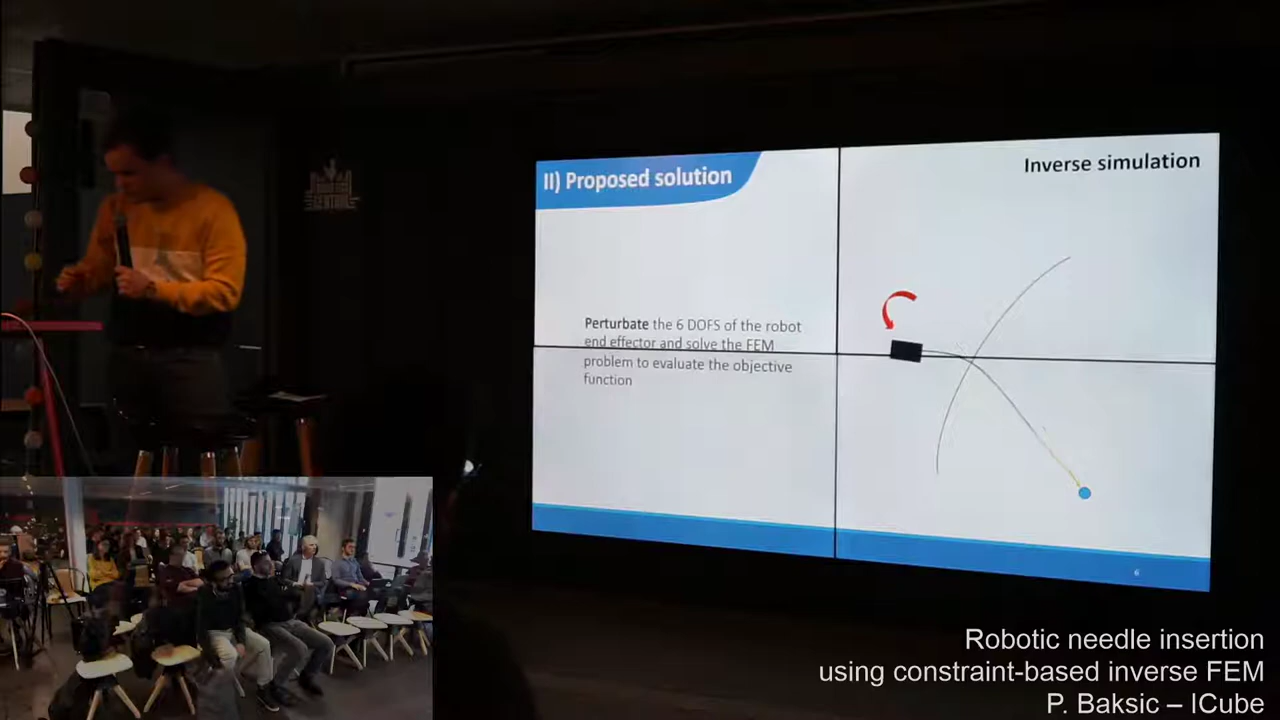 II) Proposed solution
Inverse simulation
Perturbate the 6 DOFS of the robot
end effector and solve the FEM
problem to evaluate the objective
function
6
Robotic needle insertion
using constraint-based inverse FEM
P. Baksic – ICube